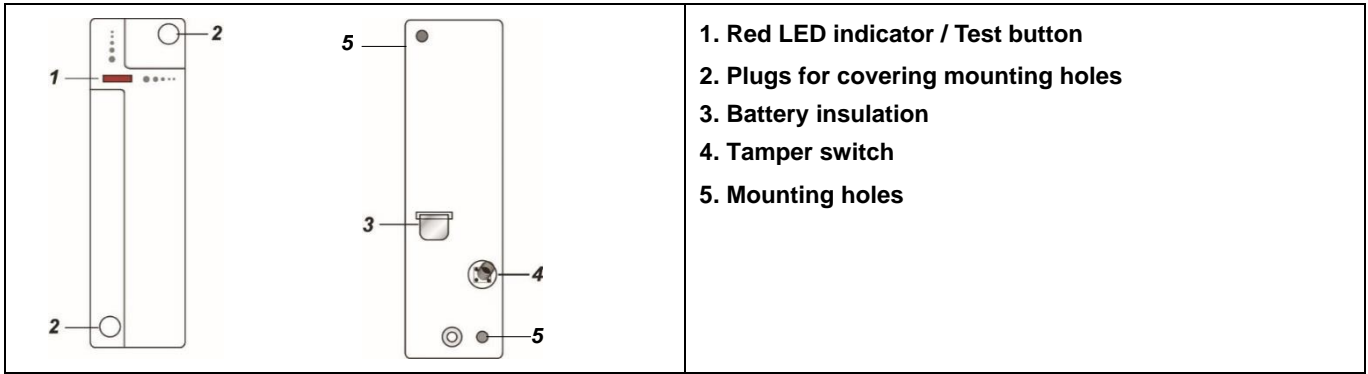 2
1
2
5
3
4
5
1. Red LED indicator / Test button
2. Plugs for covering mounting holes
3. Battery insulation
4. Tamper switch
5. Mounting holes